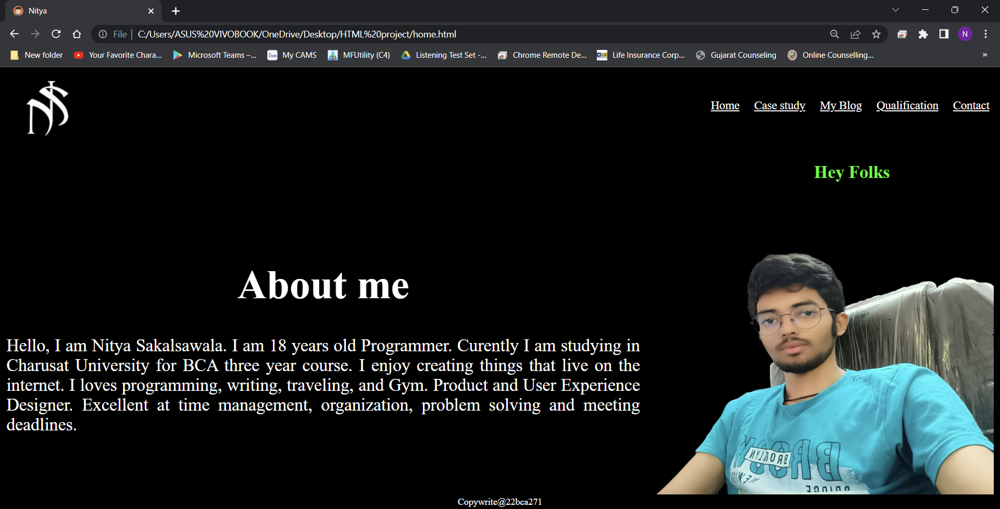 Nitya
File
C:/Users/ASUS%20VIVOBOOK/OneDrive/Desktop/HTML%20project/home.html
N
New folder
Your Favorite Chara...
Microsoft Teams –...
My CAMS
MFUtility (C4)
Listening Test Set -...
Chrome Remote De...
Life Insurance Corp...
Gujarat Counseling
Online Counselling...
»
Home
Case study
My Blog
Qualification
Contact
Hey Folks
About me
Hello, I am Nitya Sakalsawala. I am 18 years old Programmer. Curently I am studying in
Charusat University for BCA three year course. I enjoy creating things that live on the
internet. I loves programming, writing, traveling, and Gym. Product and User Experience
Designer. Excellent at time management, organization, problem solving and meeting
deadlines.
BROOKLYN
Copywrite@22bca271